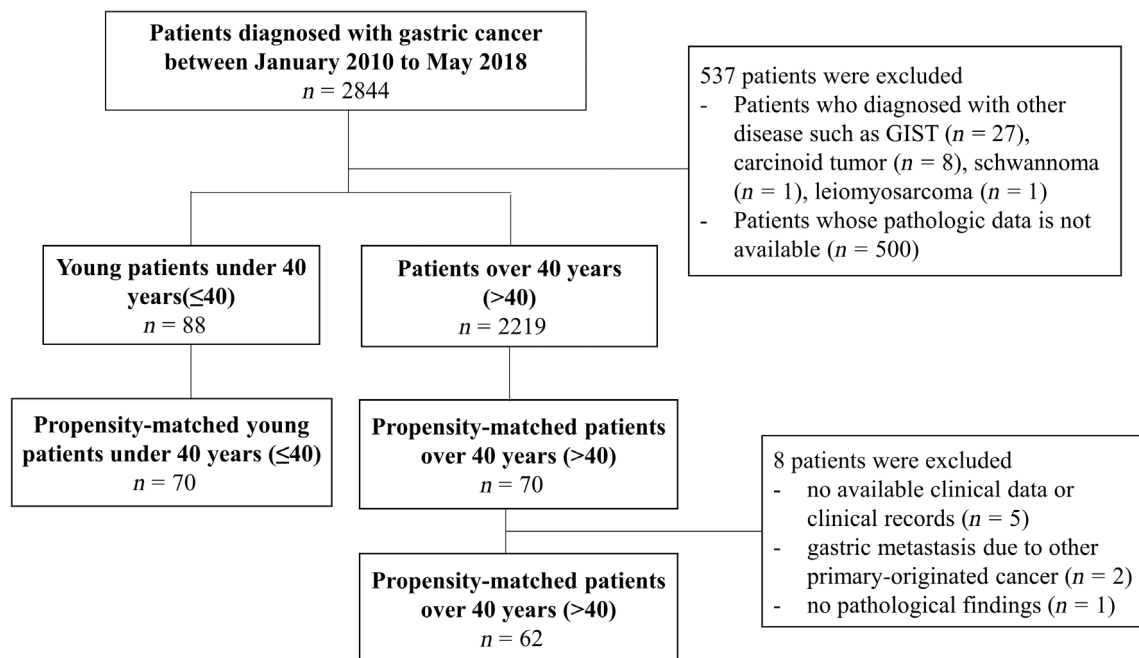 Patients diagnosed with gastric cancer
between January 2010 to May 2018
n = 2844
537 patients were excluded
- Patients who diagnosed with other
disease such as GIST (n = 27),
carcinoid tumor (n = 8), schwannoma
(n = 1), leiomyosarcoma (n = 1)
- Patients whose pathologic data is not
available (n = 500)
Young patients under 40
years(≤40)
n = 88
Patients over 40 years
(>40)
n = 2219
Propensity-matched young
patients under 40 years (≤40)
n = 70
Propensity-matched patients
over 40 years (>40)
n = 70
8 patients were excluded
- no available clinical data or
clinical records (n = 5)
- gastric metastasis due to other
primary-originated cancer (n = 2)
- no pathological findings (n = 1)
Propensity-matched patients
over 40 years (>40)
n = 62